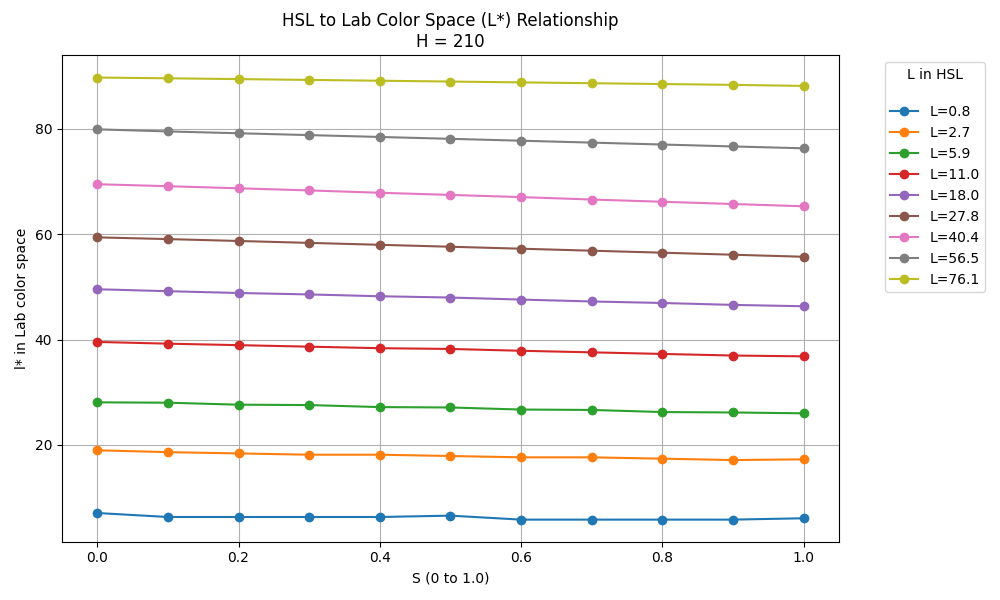 HSL to Lab Color Space (L*) Relationship
H = 210
80
60
40
20
l* in Lab color space
0.0 0.2 0.4 0.6 0.8 1.0
S (0 to 1.0)
L in HSL
L=0.8
L=2.7
L=5.9
L=11.0
L=18.0
L=27.8
L=40.4
L=56.5
L=76.1